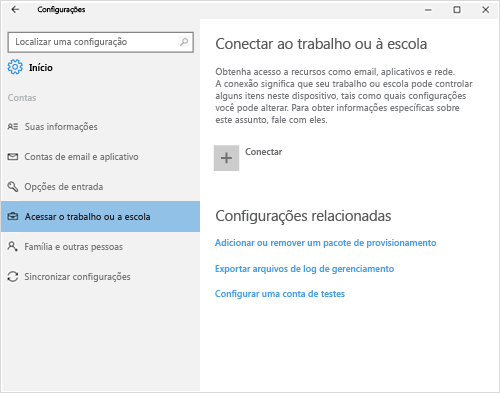 Configurações
Localizar uma configuração
Início
Contas
Suas informações
Contas de email e aplicativo
Opções de entrada
Acessar o trabalho ou a escola
Família e outras pessoas
Sincronizar configurações
Conectar ao trabalho ou à escola
Obtenha acesso a recursos como email, aplicativos e rede.
A conexão significa que seu trabalho ou escola pode controlar
alguns itens neste dispositivo, tais como quais configurações
você pode alterar. Para obter informações específicas sobre
este assunto, fale com eles.
Conectar
Configurações relacionadas
Adicionar ou remover um pacote de provisionamento
Exportar arquivos de log de gerenciamento
Configurar uma conta de testes